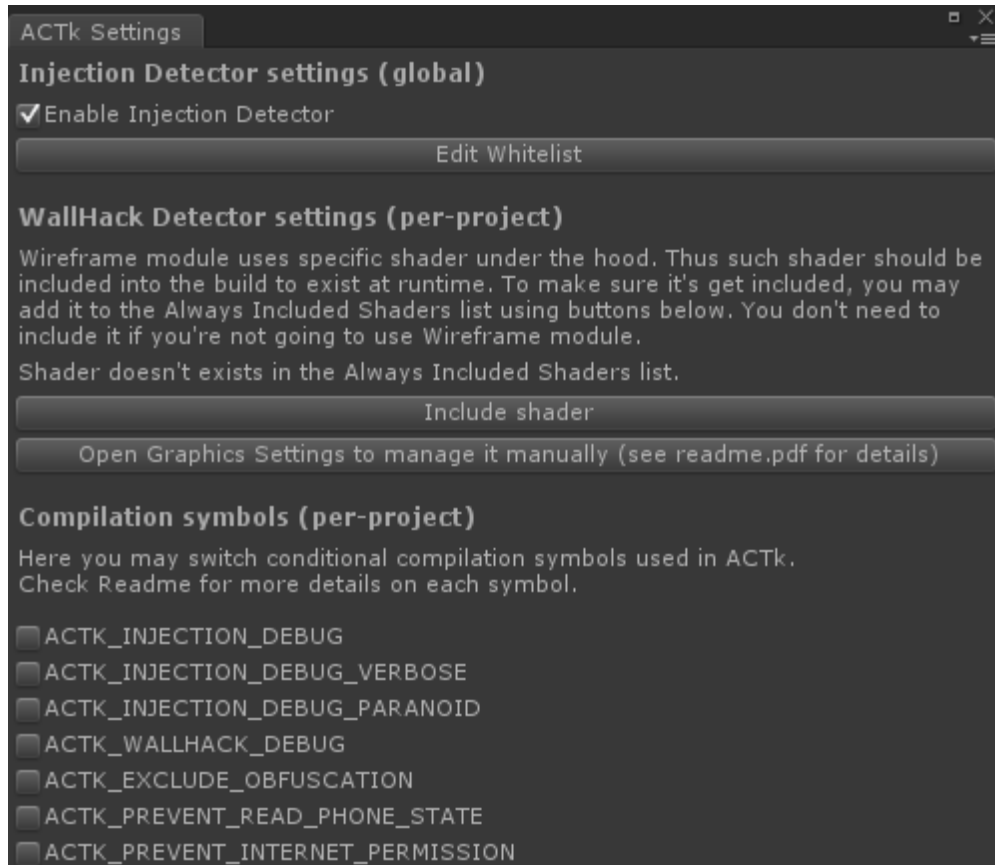 ACTk Settings
Injection Detector settings (global)
Enable Injection Detector
Edit Whitelist
WallHack Detector settings (per-project)
Wireframe module uses specific shader under the hood. Thus such shader should be
included into the build to exist at runtime. To make sure it's get included, you may
add it to the Always Included Shaders list using buttons below. You don't need to
include it if you're not going to use Wireframe module.
Shader doesn't exists in the Always Included Shaders list.
Include shader
Open Graphics Settings to manage it manually (see readme.pdf for details)
Compilation symbols (per-project)
Here you may switch conditional compilation symbols used in ACTk.
Check Readme for more details on each symbol.
ACTK_INJECTION_DEBUG
ACTK_INJECTION_DEBUG_VERBOSE
ACTK_INJECTION_DEBUG_PARANOID
ACTK_WALLHACK_DEBUG
ACTK_EXCLUDE_OBFUSCATION
ACTK_PREVENT_READ_PHONE_STATE
ACTK_PREVENT_INTERNET_PERMISSION